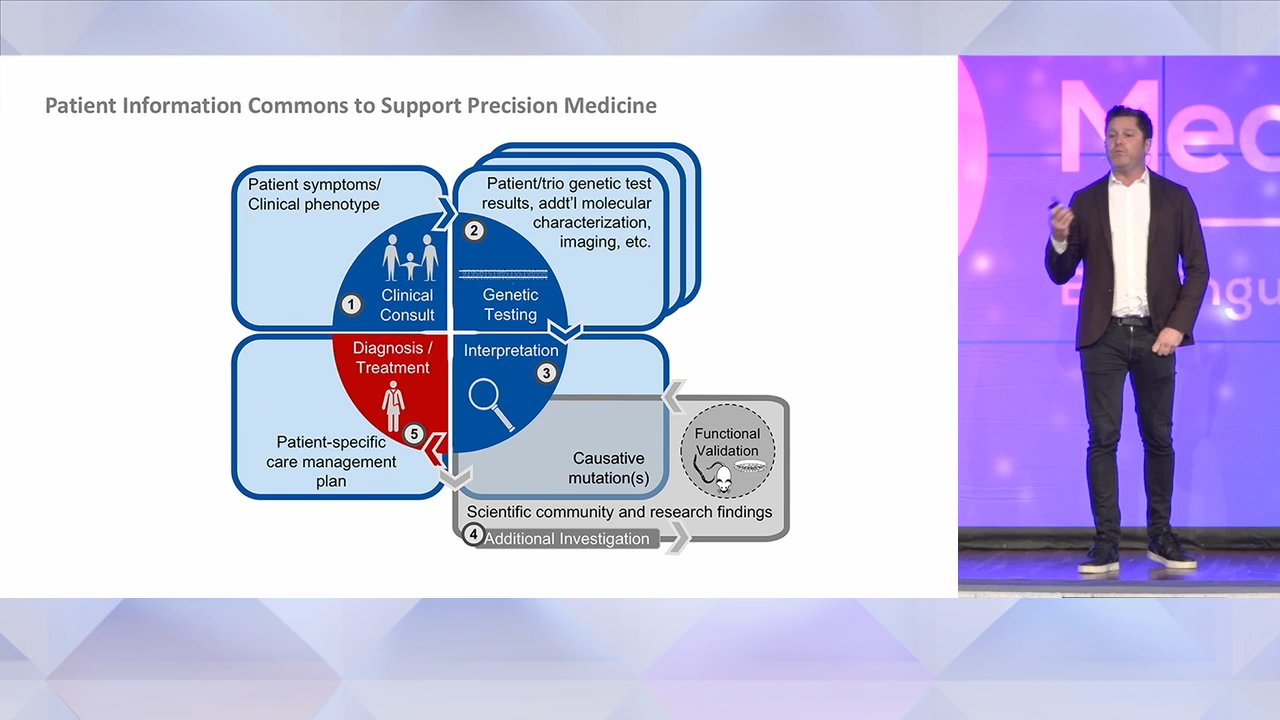 Patient Information Commons to Support Precision Medicine
Patient symptoms/
Clinical phenotype
Patient/trio genetic test
results, addt'l molecular
characterization,
imaging, etc.
2
1
Clinical
Consult
Genetic
Testing
Diagnosis /
Treatment
Interpretation
3
5
Patient-specific
care management
plan
Causative
mutation(s)
Functional
Validation
Scientific community and research findings
4
Additional Investigation
Mec